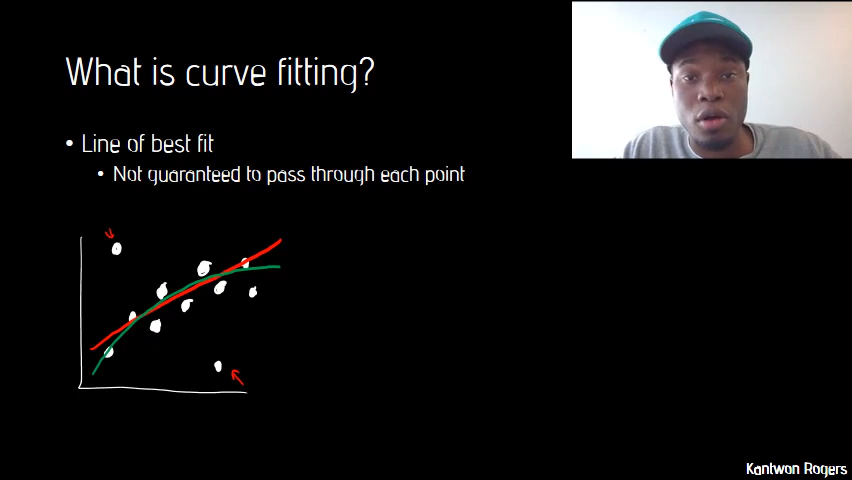 What is curve fitting?
• Line of best fit
• Not guaranteed to pass through each point
Kantwon Rogers